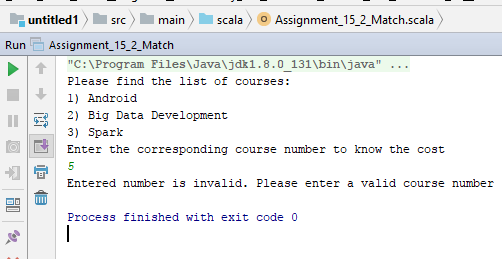 untitled1 > src > main > scala > Assignment_15_2_Match.scala >
Run Assignment_15_2_Match
"C:\Program Files\Java\jdk1.8.0_131\bin\java" ...
Please find the list of courses:
1) Android
2) Big Data Development
3) Spark
Enter the corresponding course number to know the cost
5
Entered number is invalid. Please enter a valid course number
Process finished with exit code 0